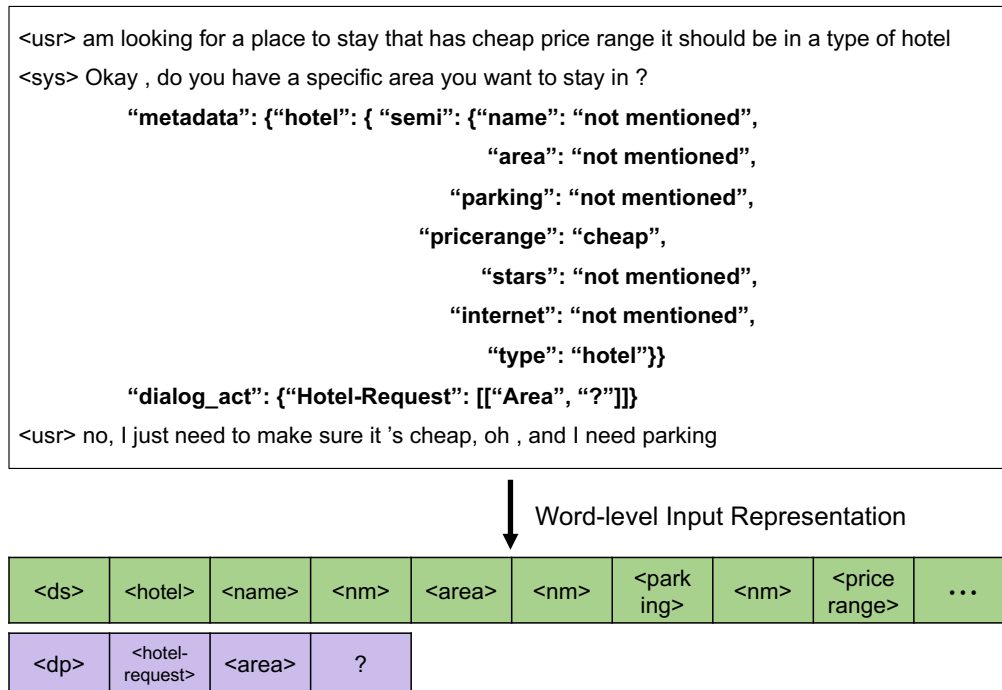 <usr> am looking for a place to stay that has cheap price range it should be in a type of hotel
<sys> Okay , do you have a specific area you want to stay in ?
“metadata”: {“hotel”: { “semi”: {“name”: “not mentioned”,
“area”: “not mentioned”,
“parking”: “not mentioned”,
“pricerange”: “cheap”,
“stars”: “not mentioned”,
“internet”: “not mentioned”,
“type”: “hotel”}}
“dialog_act”: {“Hotel-Request”: [[“Area”, “?”]]}
<usr> no, I just need to make sure it ’s cheap, oh , and I need parking
Word-level Input Representation
<ds> <hotel> <name> <nm> <area> <nm> <park
ing> <nm> <price
range> ...
<dp> <hotel-
request> <area> ?